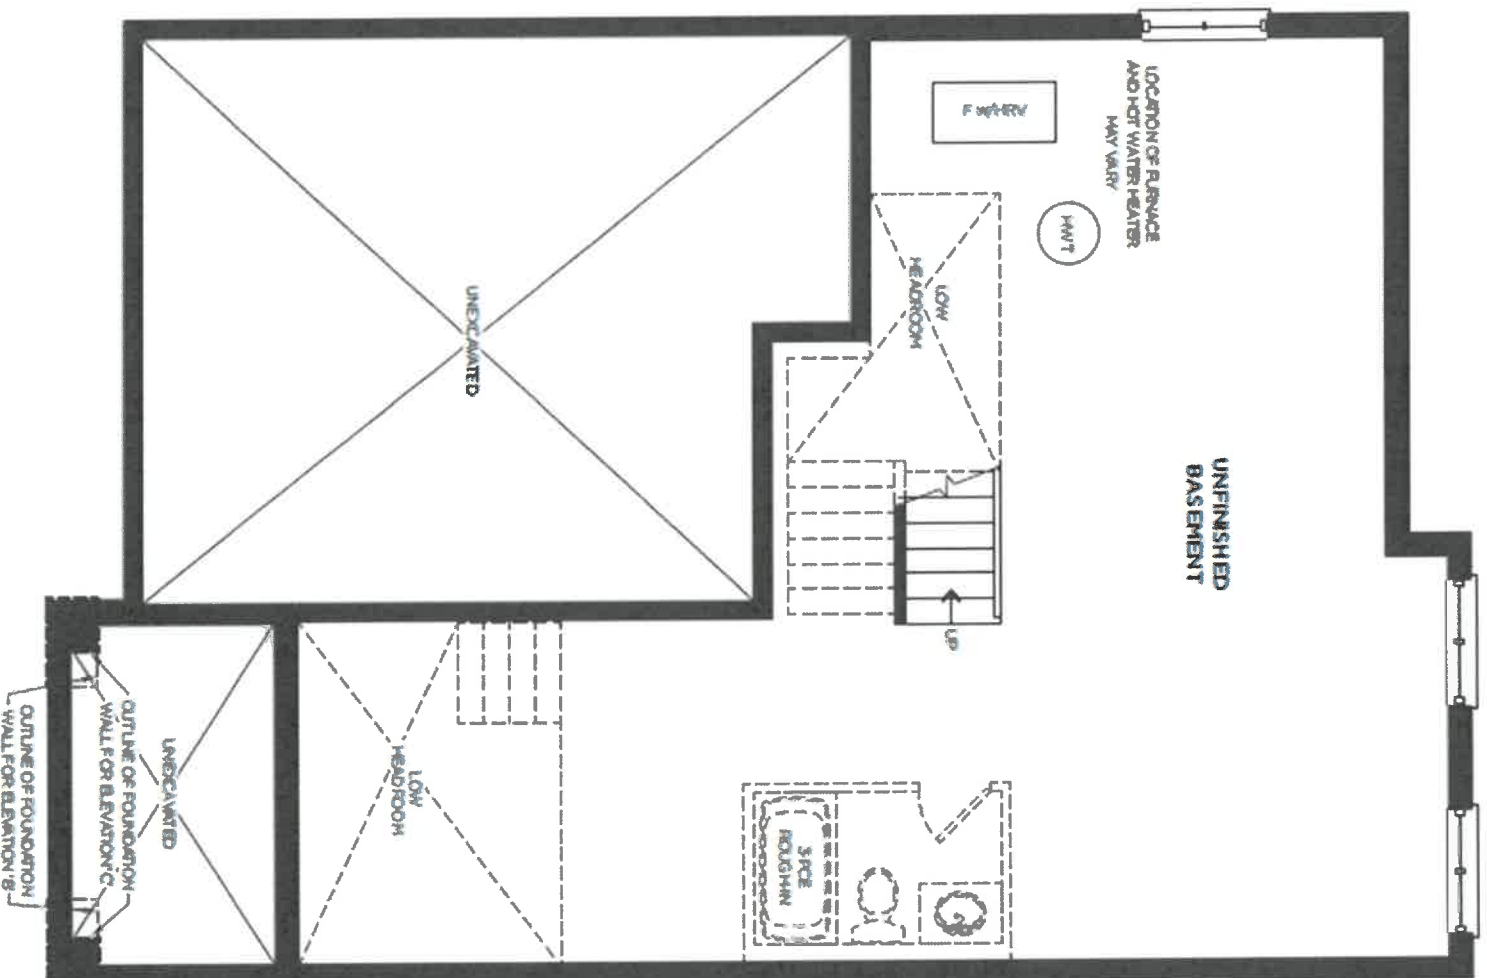 LOCATION OF FURNACE
AND HOT WATER HEATER
MAY VARY
F W/HRV
HWT
LOW
HEADROOM
UNEXCAVATED
UNFINISHED
BASEMENT
UP
LOW
HEADROOM
3 PCE
ROUGH-IN
UNEXCAVATED
OUTLINE OF FOUNDATION
WALL FOR ELEVATION 'C'
OUTLINE OF FOUNDATION
WALL FOR ELEVATION 'B'